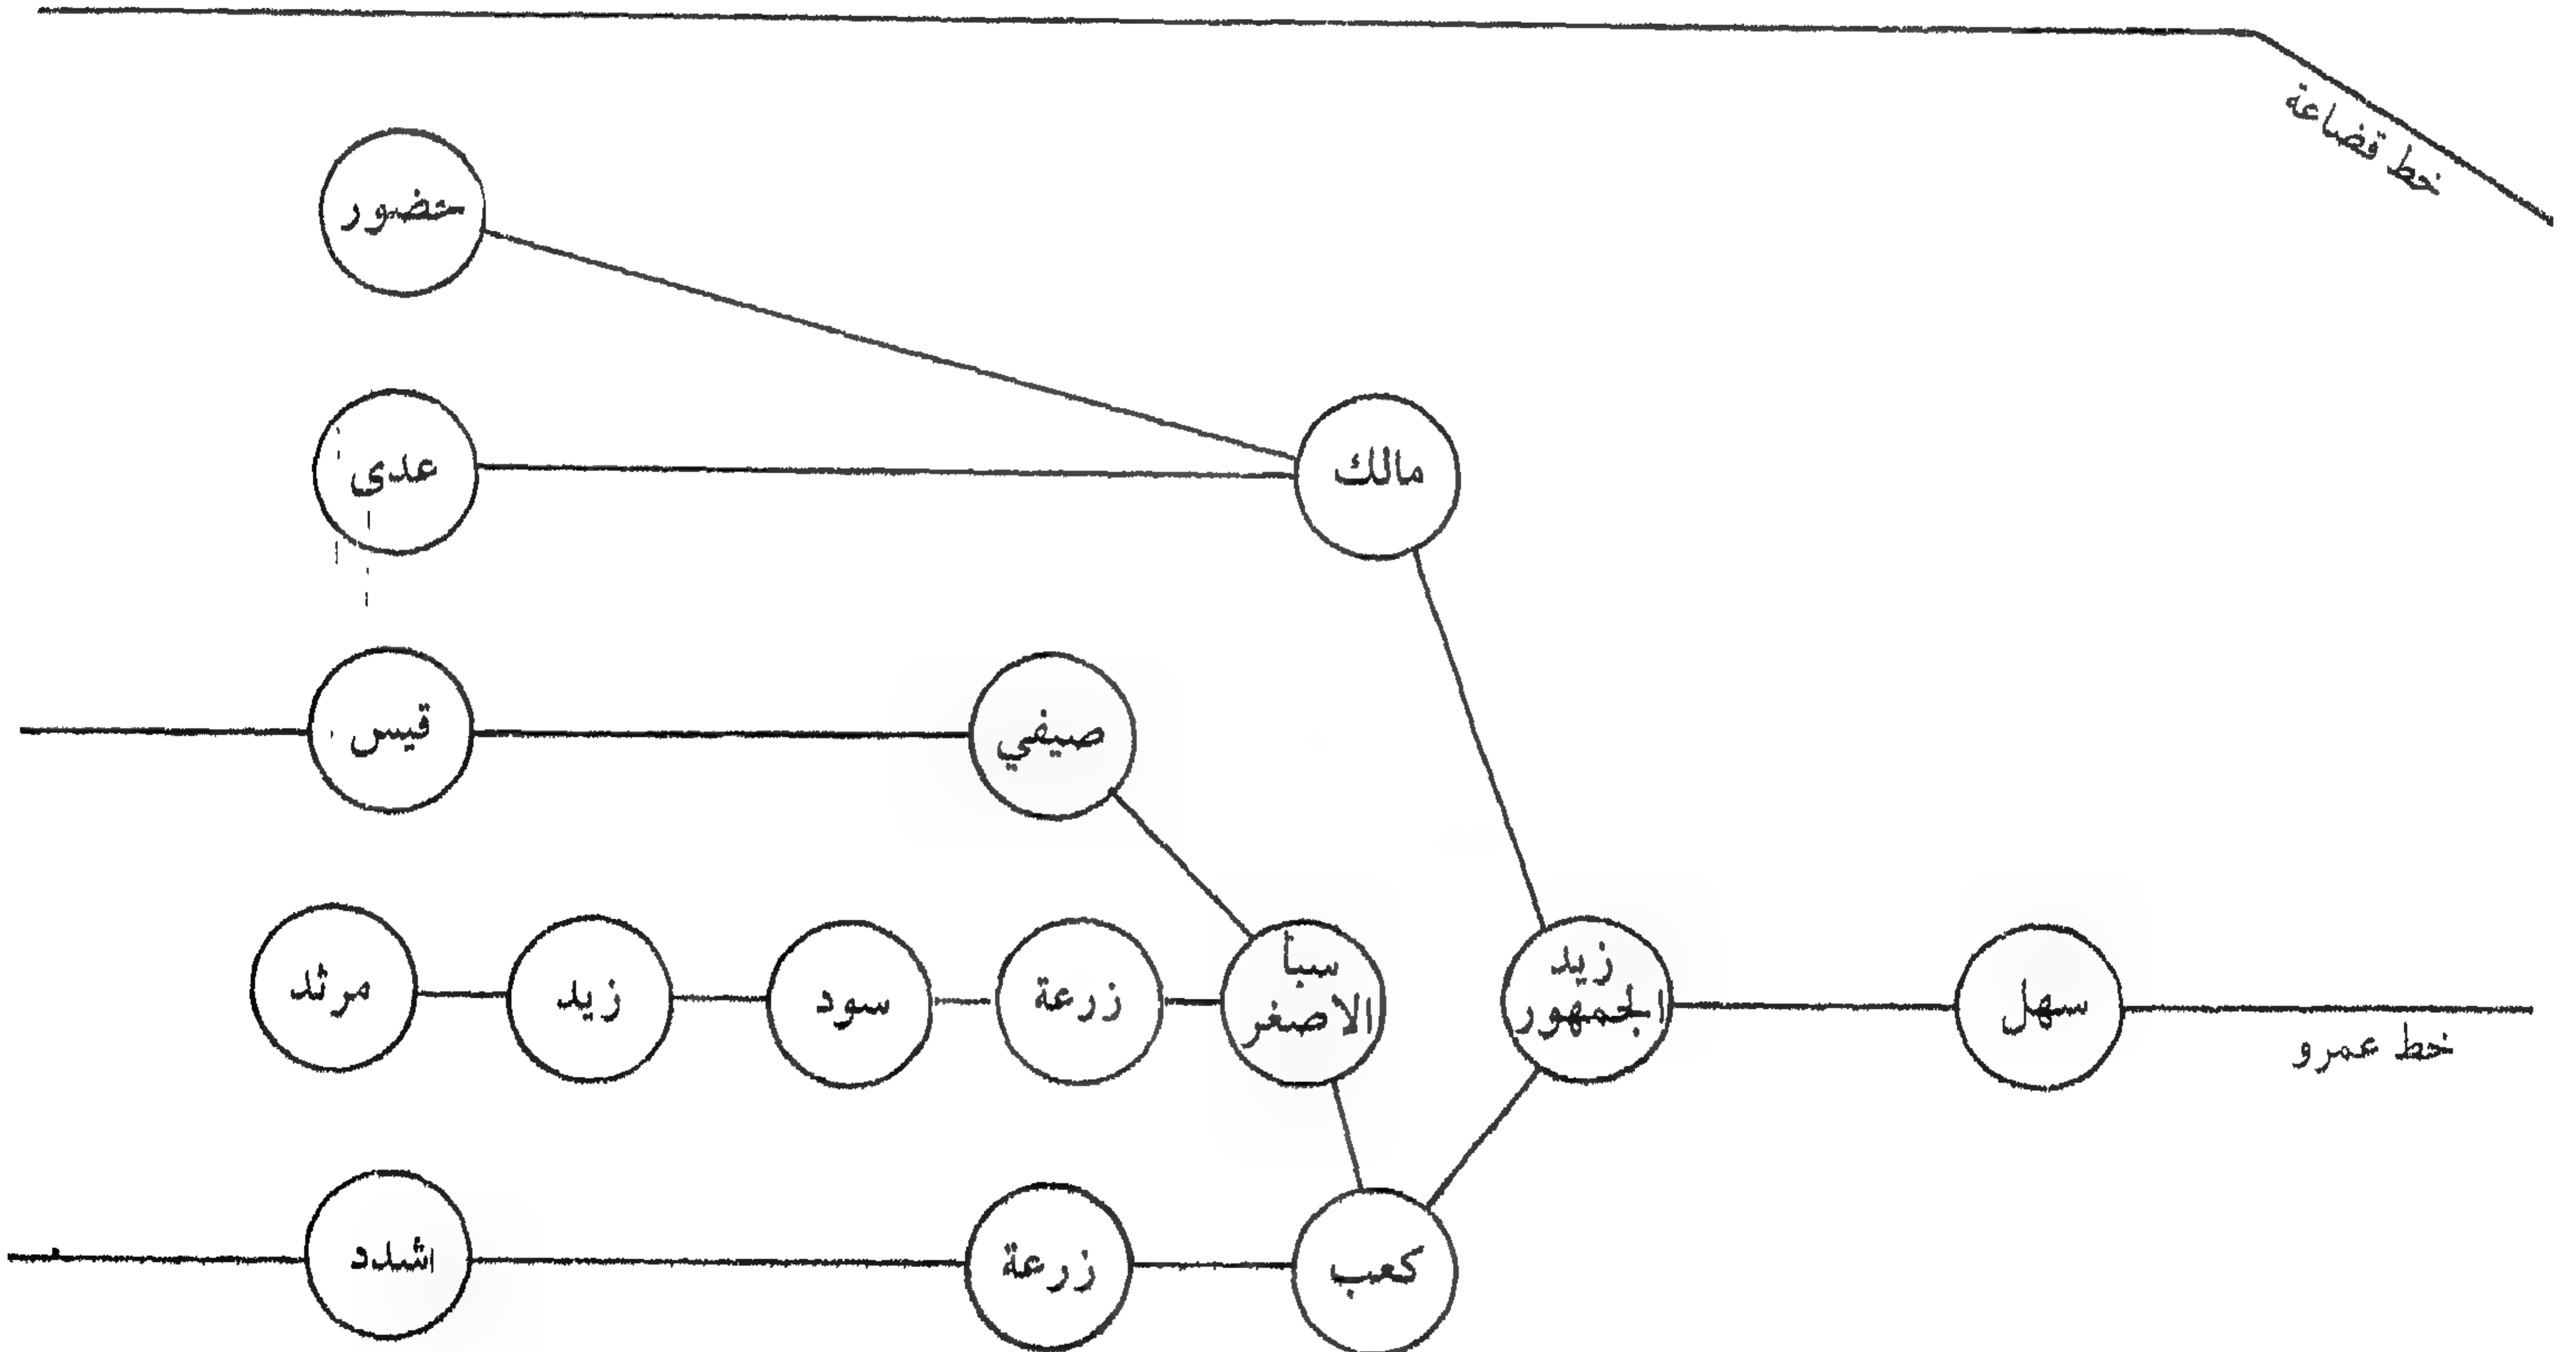 خط قضاعة
حضور
مالك
عدى
صيفي
قيس
سهل
زيد
الجمهور
سبأ
الاصغر
زرعة
سود
زيد
مرثد
خط عمرو
كعب
زرعة
اشدد